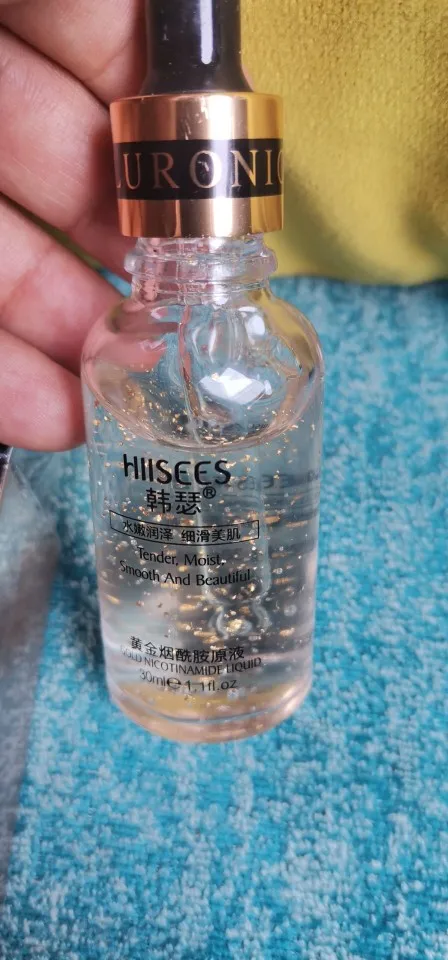 LURONIC
HIISEES
韩瑟®
水嫩润泽 细滑美肌
Tender, Moist,
Smooth And Beautiful
黄金烟酰胺原液
GOLD NICOTINAMIDE LIQUID
30ml℮1.1fl.oz